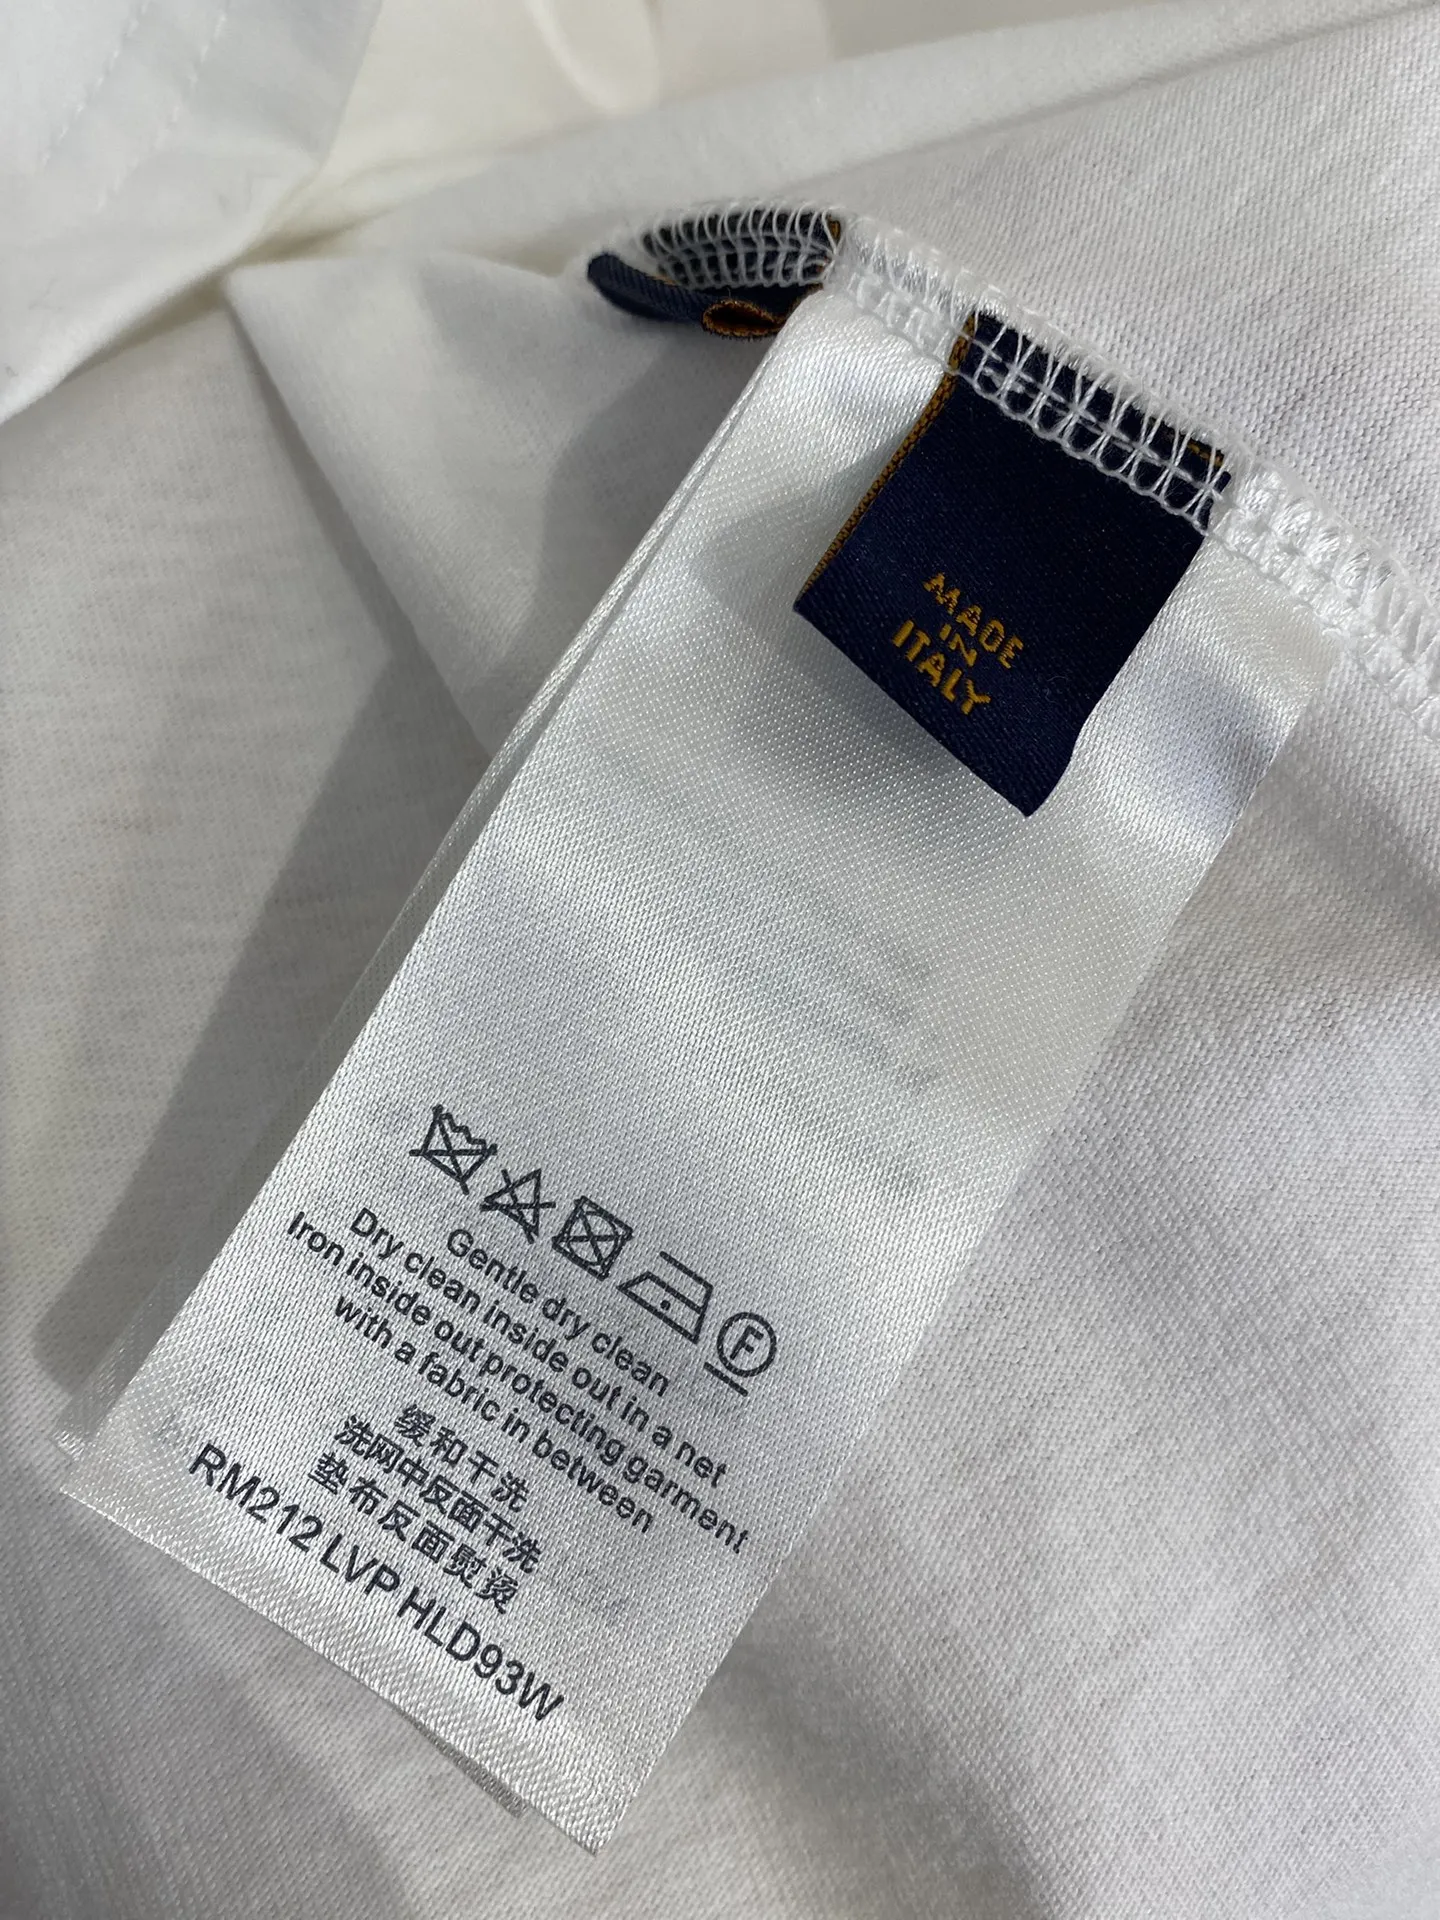 MADE
IN
ITALY
F
Gentle dry clean
Dry clean inside out in a net
Iron inside out protecting garment
with a fabric in between
缓和干洗
洗网中反面干洗
垫布反面熨烫
RM212 LVP HLD93W